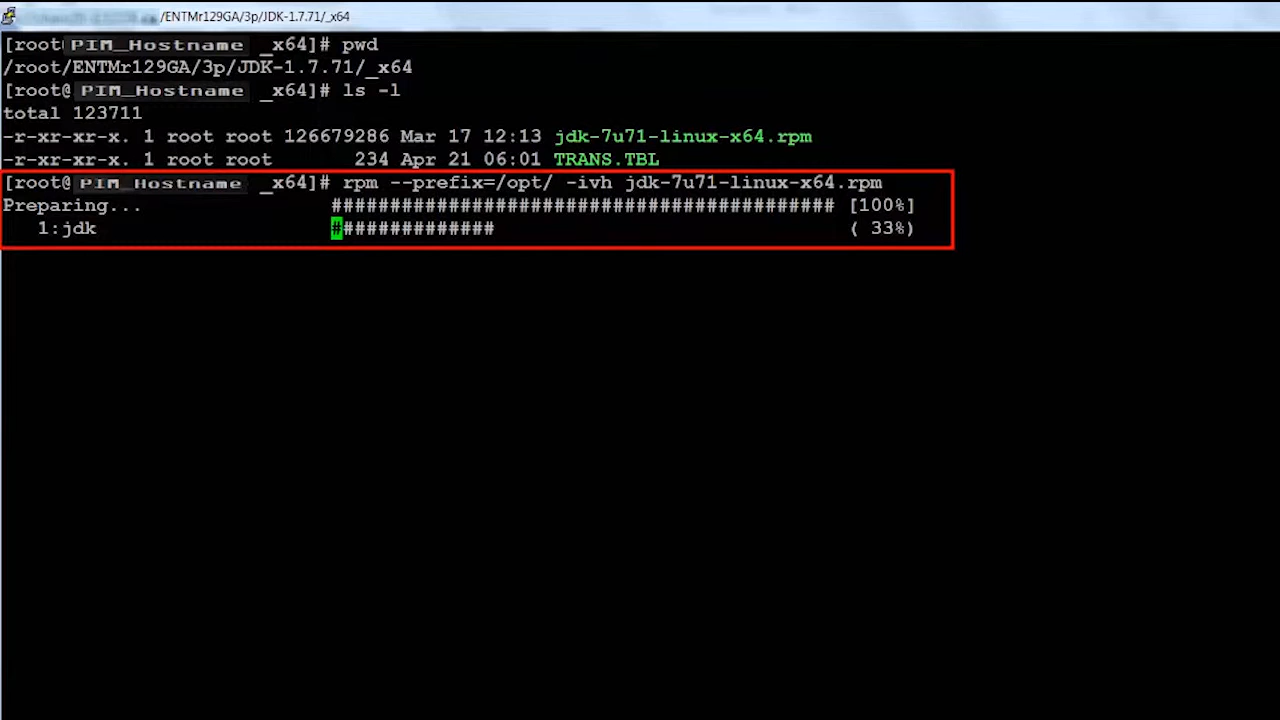 /ENTMr129GA/3p/JDK-1.7.71/_x64
[root PIM_Hostname _x64]# pwd
/root/ENTMr129GA/3p/JDK-1.7.71/_x64
[root@ PIM_Hostname _x64]# ls -l
total 123711
-r-xr-xr-x. 1 root root 126679286 Mar 17 12:13 jdk-7u71-linux-x64.rpm
-r-xr-xr-x. 1 root root       234 Apr 21 06:01 TRANS.TBL
[root@ PIM_Hostname _x64]# rpm --prefix=/opt/ -ivh jdk-7u71-linux-x64.rpm
Preparing...                ########################################### [100%]
   1:jdk                    ##############                              ( 33%)